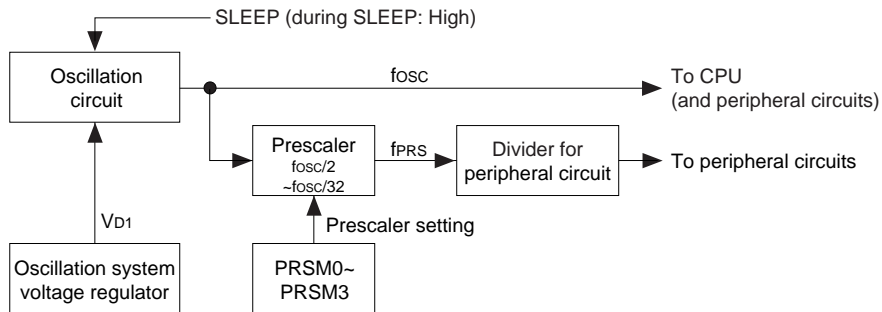 SLEEP (during SLEEP: High)
Oscillation
circuit
fOSC
To CPU
(and peripheral circuits)
Prescaler
fosc/2
~fosc/32
fPRS
Divider for
peripheral circuit
To peripheral circuits
VD1
Prescaler setting
Oscillation system
voltage regulator
PRSM0~
PRSM3